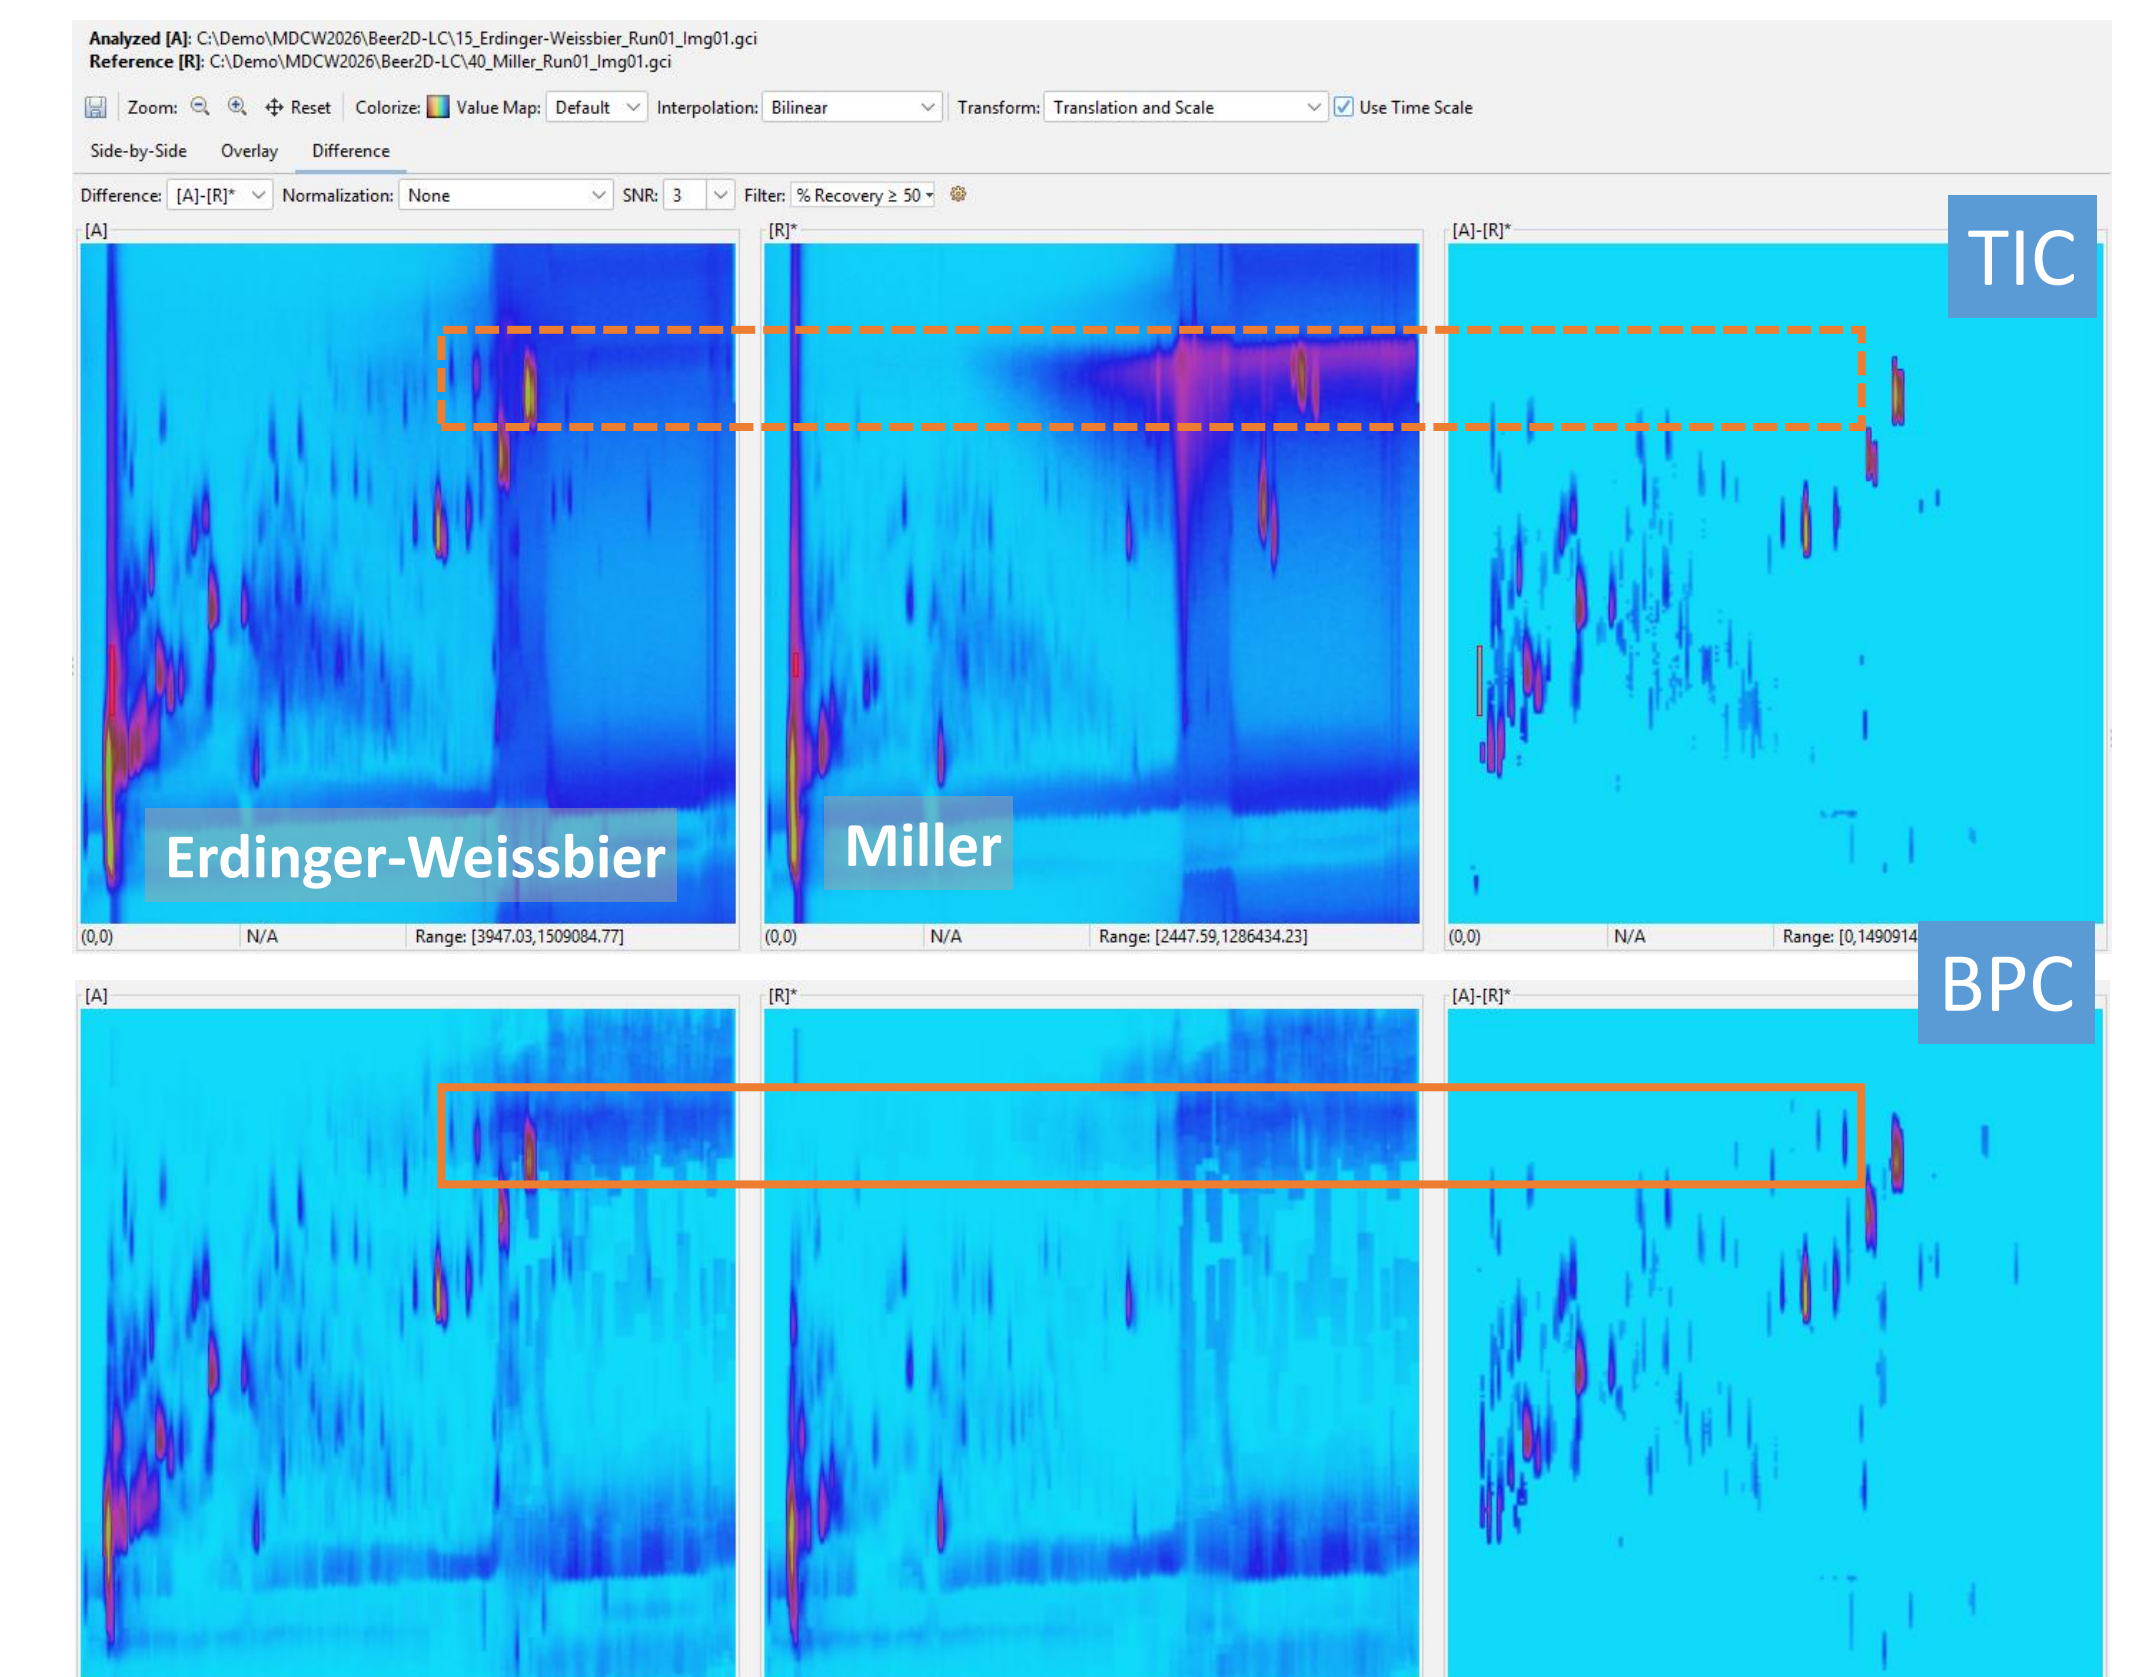 Analyzed [A]: C:\Demo\MDCW2026\Beer2D-LC\15_Erdinger-Weissbier_Run01_Img01.gci
Reference [R]: C:\Demo\MDCW2026\Beer2D-LC\40_Miller_Run01_Img01.gci
Zoom: Reset Colorize: Value Map: Default Interpolation: Bilinear Transform: Translation and Scale Use Time Scale
Side-by-Side Overlay Difference
Difference: [A]-[R]* Normalization: None SNR: 3 Filter: % Recovery ≥ 50
[A] [R]* [A]-[R]*
TIC
Erdinger-Weissbier Miller
(0,0) N/A Range: [3947.03,1509084.77] (0,0) N/A Range: [2447.59,1286434.23] (0,0) N/A Range: [0,1490914
BPC
[A] [R]* [A]-[R]*